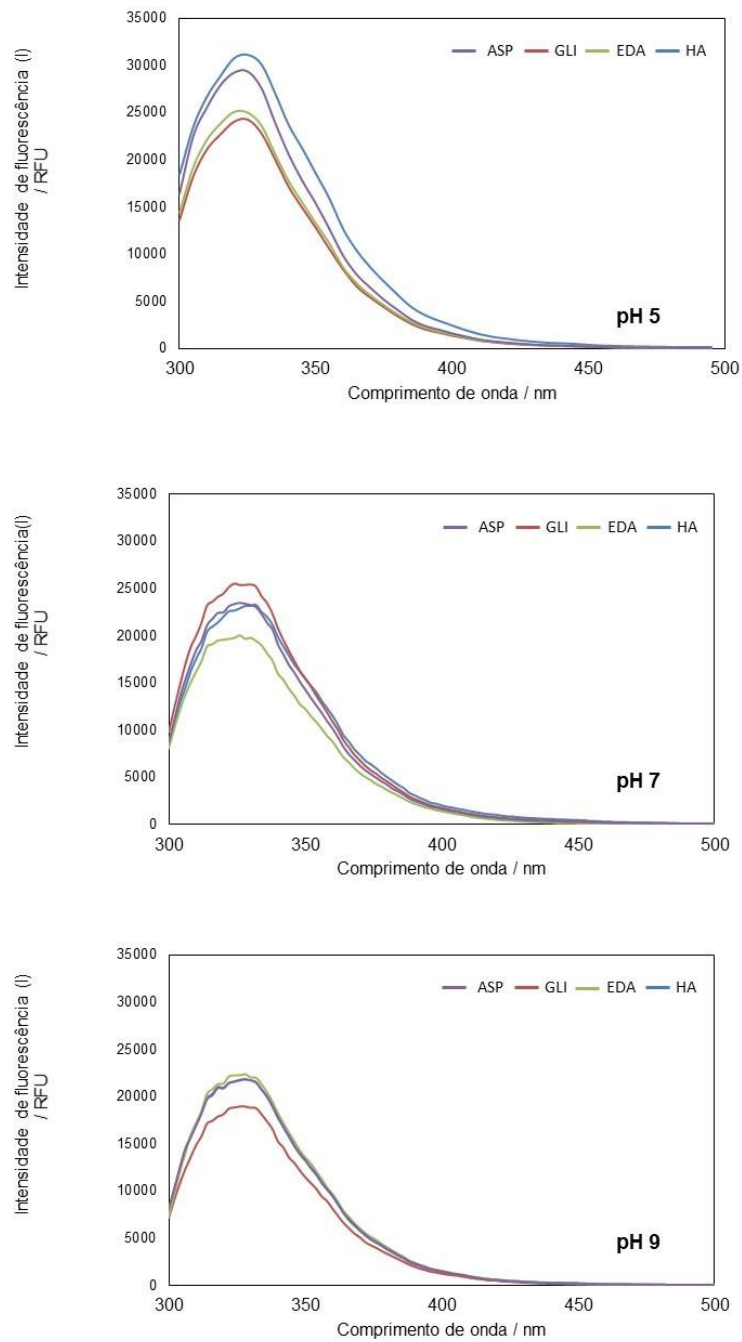 35000
30000
25000
20000
15000
10000
5000
0
Intensidade de fluorescência (I)
/ RFU
ASP GLI EDA HA
pH 5
300 350 400 450 500
Comprimento de onda / nm
35000
30000
25000
20000
15000
10000
5000
0
Intensidade de fluorescência(I)
/ RFU
ASP GLI EDA HA
pH 7
300 350 400 450 500
Comprimento de onda / nm
35000
30000
25000
20000
15000
10000
5000
0
Intensidade de fluorescência (I)
/ RFU
ASP GLI EDA HA
pH 9
300 350 400 450 500
Comprimento de onda / nm